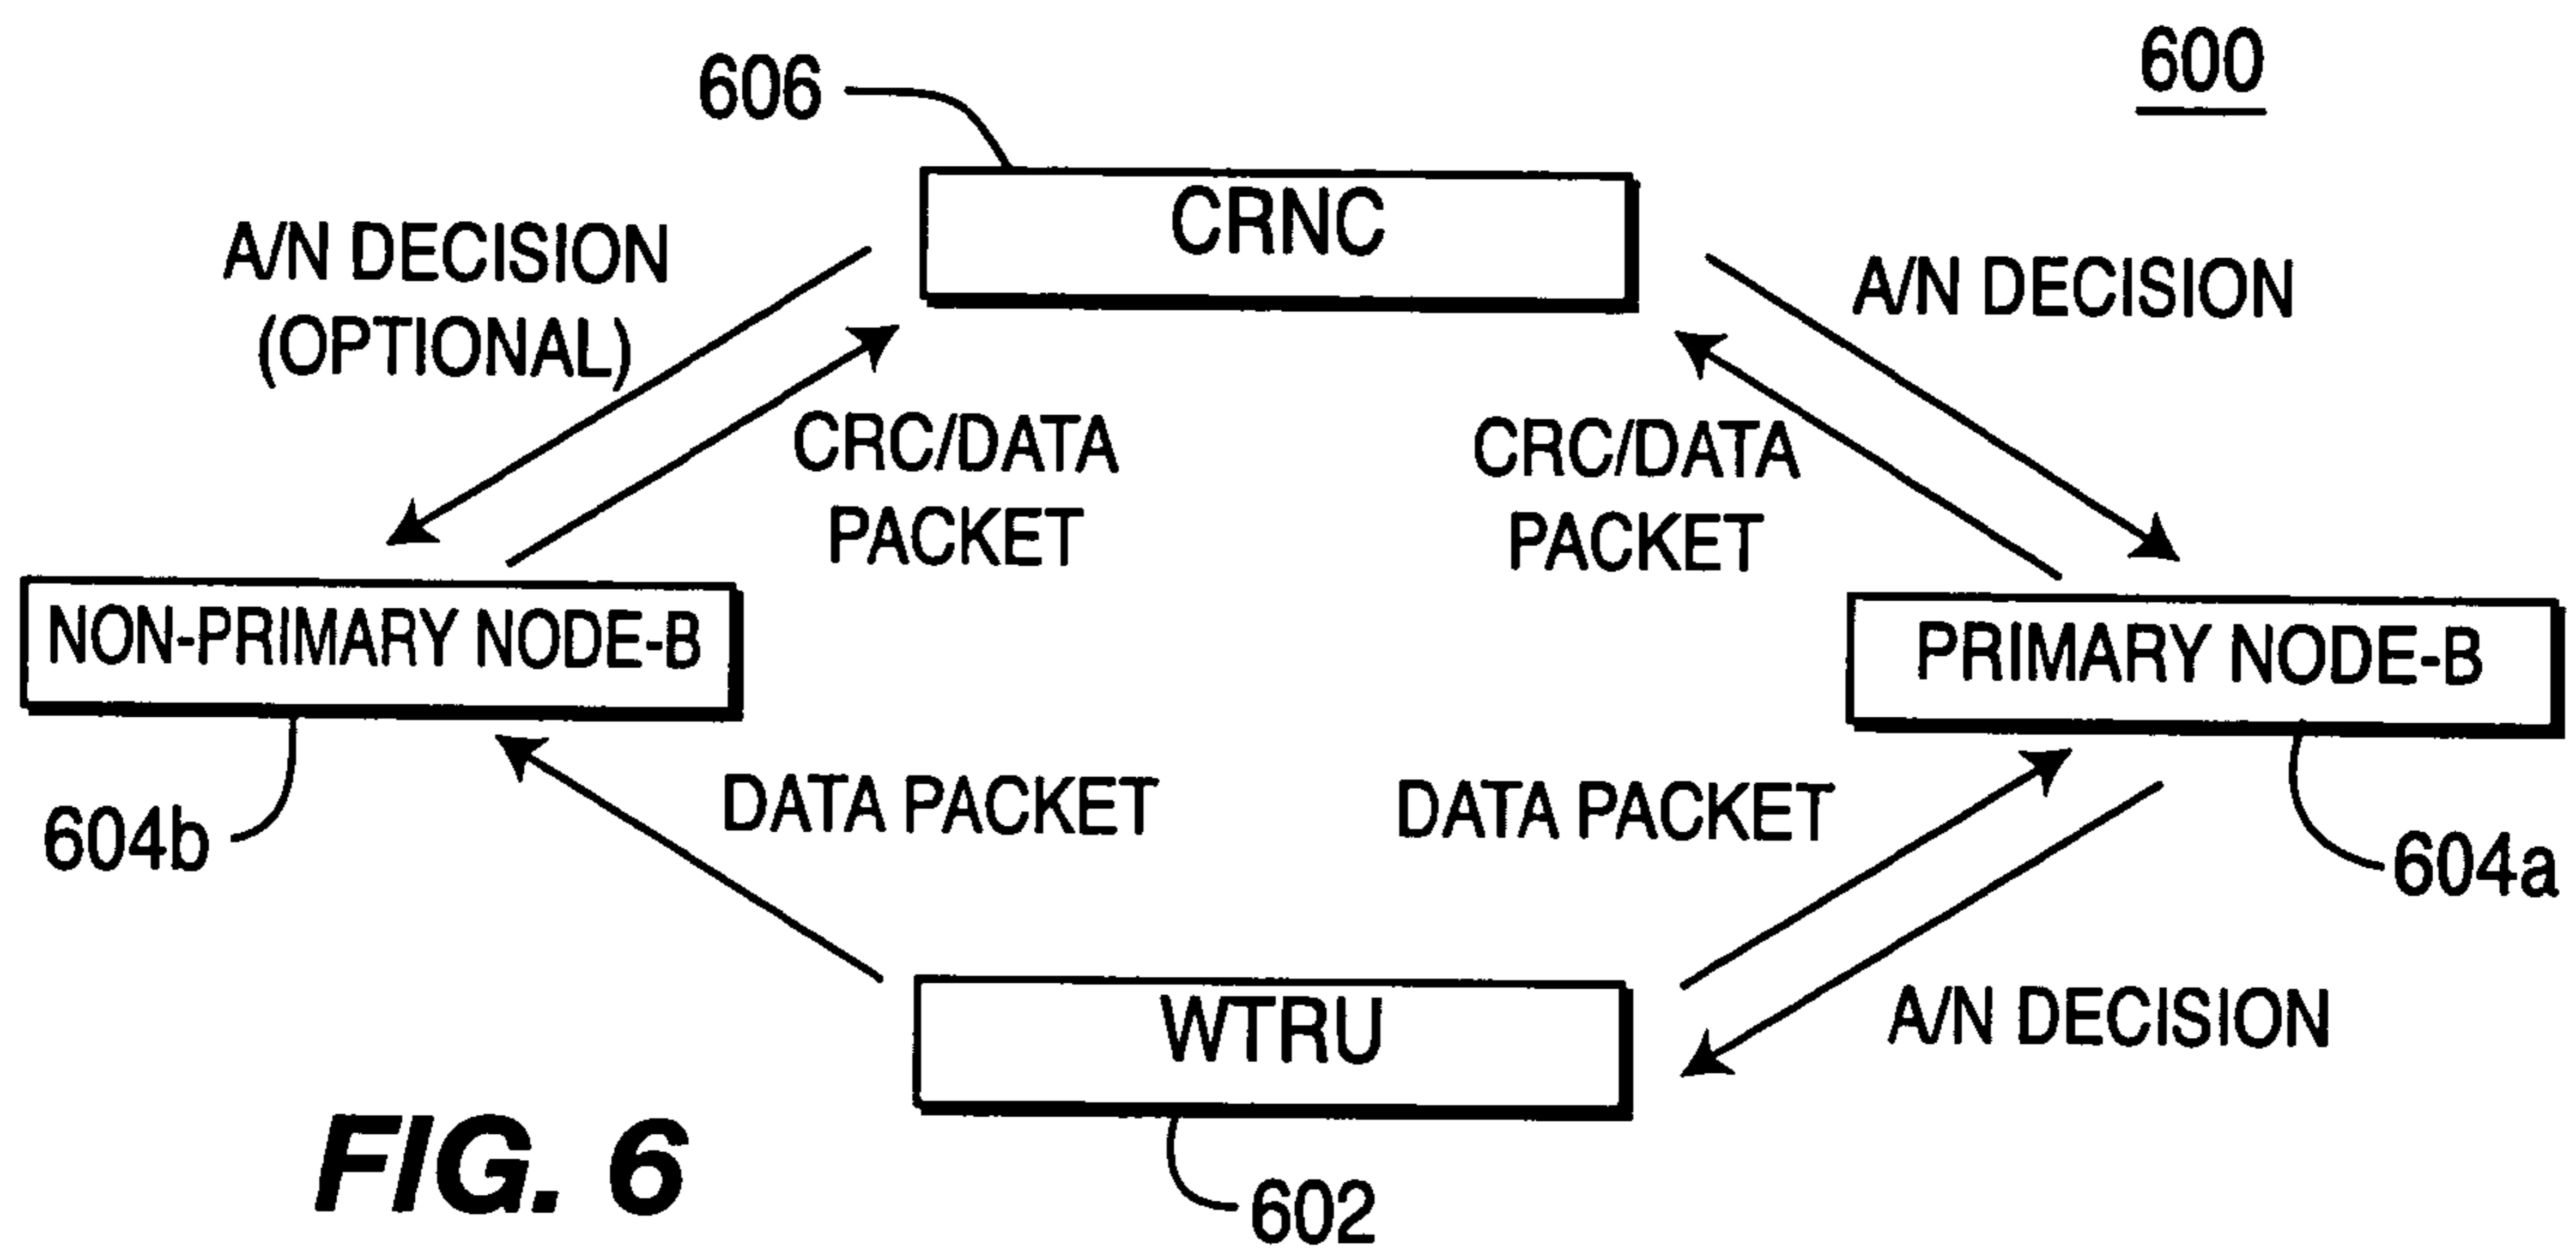 600
606
CRNC
A/N DECISION
(OPTIONAL)
A/N DECISION
CRC/DATA
PACKET
CRC/DATA
PACKET
NON-PRIMARY NODE-B
PRIMARY NODE-B
604b
DATA PACKET
DATA PACKET
604a
WTRU
A/N DECISION
602
FIG. 6